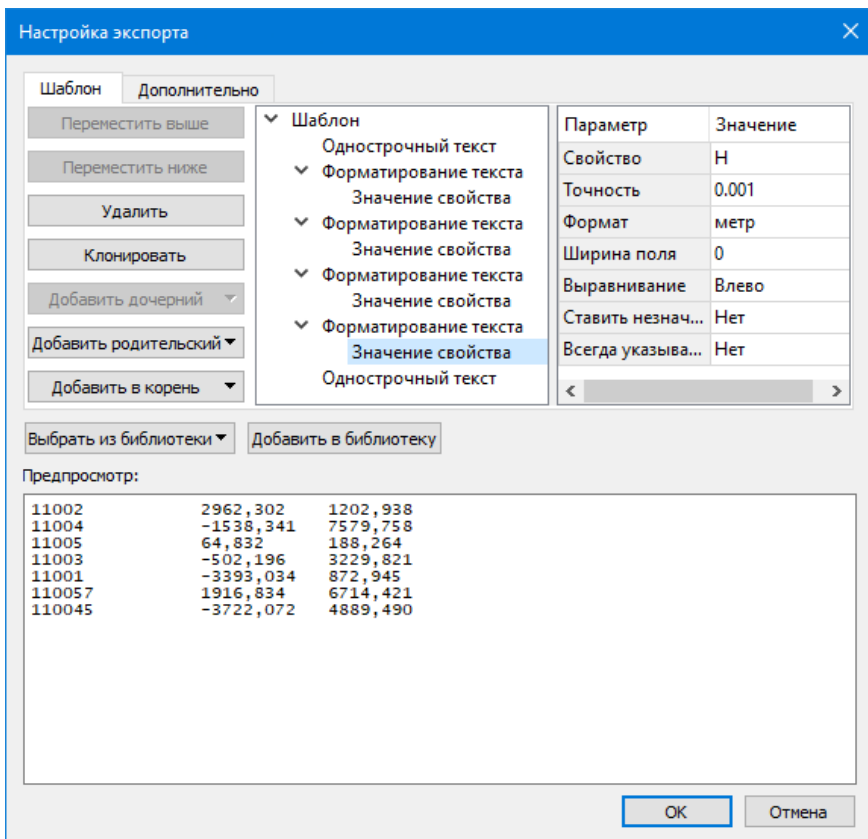 Настройка экспорта
Шаблон Дополнительно
Переместить выше
Переместить ниже
Удалить
Клонировать
Добавить дочерний
Добавить родительский
Добавить в корень
Шаблон
Однострочный текст
Форматирование текста
Значение свойства
Форматирование текста
Значение свойства
Форматирование текста
Значение свойства
Форматирование текста
Значение свойства
Однострочный текст
Параметр Значение
Свойство H
Точность 0.001
Формат метр
Ширина поля 0
Выравнивание Влево
Ставить незнач... Нет
Всегда указыва... Нет
Выбрать из библиотеки Добавить в библиотеку
Предпросмотр:
11002 2962,302 1202,938
11004 -1538,341 7579,758
11005 64,832 188,264
11003 -502,196 3229,821
11001 -3393,034 872,945
110057 1916,834 6714,421
110045 -3722,072 4889,490
OK Отмена